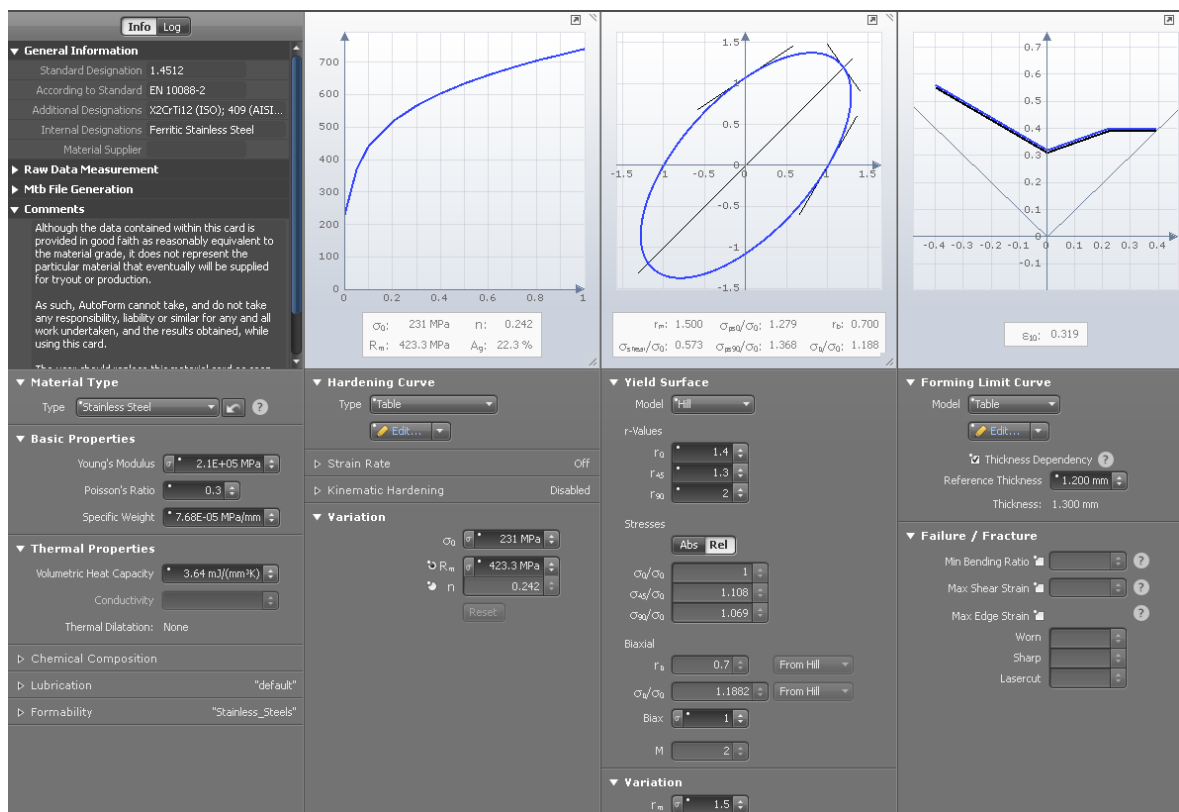 Info Log
General Information
Standard Designation 1.4512
According to Standard EN 10088-2
Additional Designations X2CrTi12 (ISO); 409 (AISI...
Internal Designations Ferritic Stainless Steel
Material Supplier
Raw Data Measurement
Mtb File Generation
Comments
Although the data contained within this card is
provided in good faith as reasonably equivalent to
the material grade, it does not represent the
particular material that eventually will be supplied
for tryout or production.
As such, AutoForm cannot take, and do not take
any responsibility, liability or similar for any and all
work undertaken, and the results obtained, while
using this card.
700
600
500
400
300
200
100
0
0 0.2 0.4 0.6 0.8 1
σ0: 231 MPa n: 0.242
Rm: 423.3 MPa Ag: 22.3 %
1.5
1
0.5
0
-1.5 -1 -0.5 0.5 1 1.5
-0.5
-1
-1.5
rm: 1.500 σps0/σ0: 1.279 rb: 0.700
σshear/σ0: 0.573 σps90/σ0: 1.368 σb/σ0: 1.188
0.7
0.6
0.5
0.4
0.3
0.2
0.1
0
-0.4 -0.3 -0.2 -0.1 0 0.1 0.2 0.3 0.4
-0.1
ε10: 0.319
Material Type
Type Stainless Steel ?
Basic Properties
Young's Modulus σ 2.1E+05 MPa
Poisson's Ratio 0.3
Specific Weight 7.68E-05 MPa/mm
Thermal Properties
Volumetric Heat Capacity 3.64 mJ/(mm³K)
Conductivity
Thermal Dilatation: None
Chemical Composition
Lubrication "default"
Formability "Stainless_Steels"
Hardening Curve
Type Table
Edit...
Strain Rate Off
Kinematic Hardening Disabled
Variation
σ0 σ 231 MPa
Rm σ 423.3 MPa
n 0.242
Reset
Yield Surface
Model Hill
r-Values
r0 1.4
r45 1.3
r90 2
Stresses
Abs Rel
σ0/σ0 1
σ45/σ0 1.108
σ90/σ0 1.069
Biaxial
rb 0.7 From Hill
σb/σ0 1.1882 From Hill
Biax σ 1
M 2
Variation
rm σ 1.5
Forming Limit Curve
Model Table
Edit...
Thickness Dependency ?
Reference Thickness 1.200 mm
Thickness: 1.300 mm
Failure / Fracture
Min Bending Ratio ?
Max Shear Strain ?
Max Edge Strain ?
Worn
Sharp
Lasercut